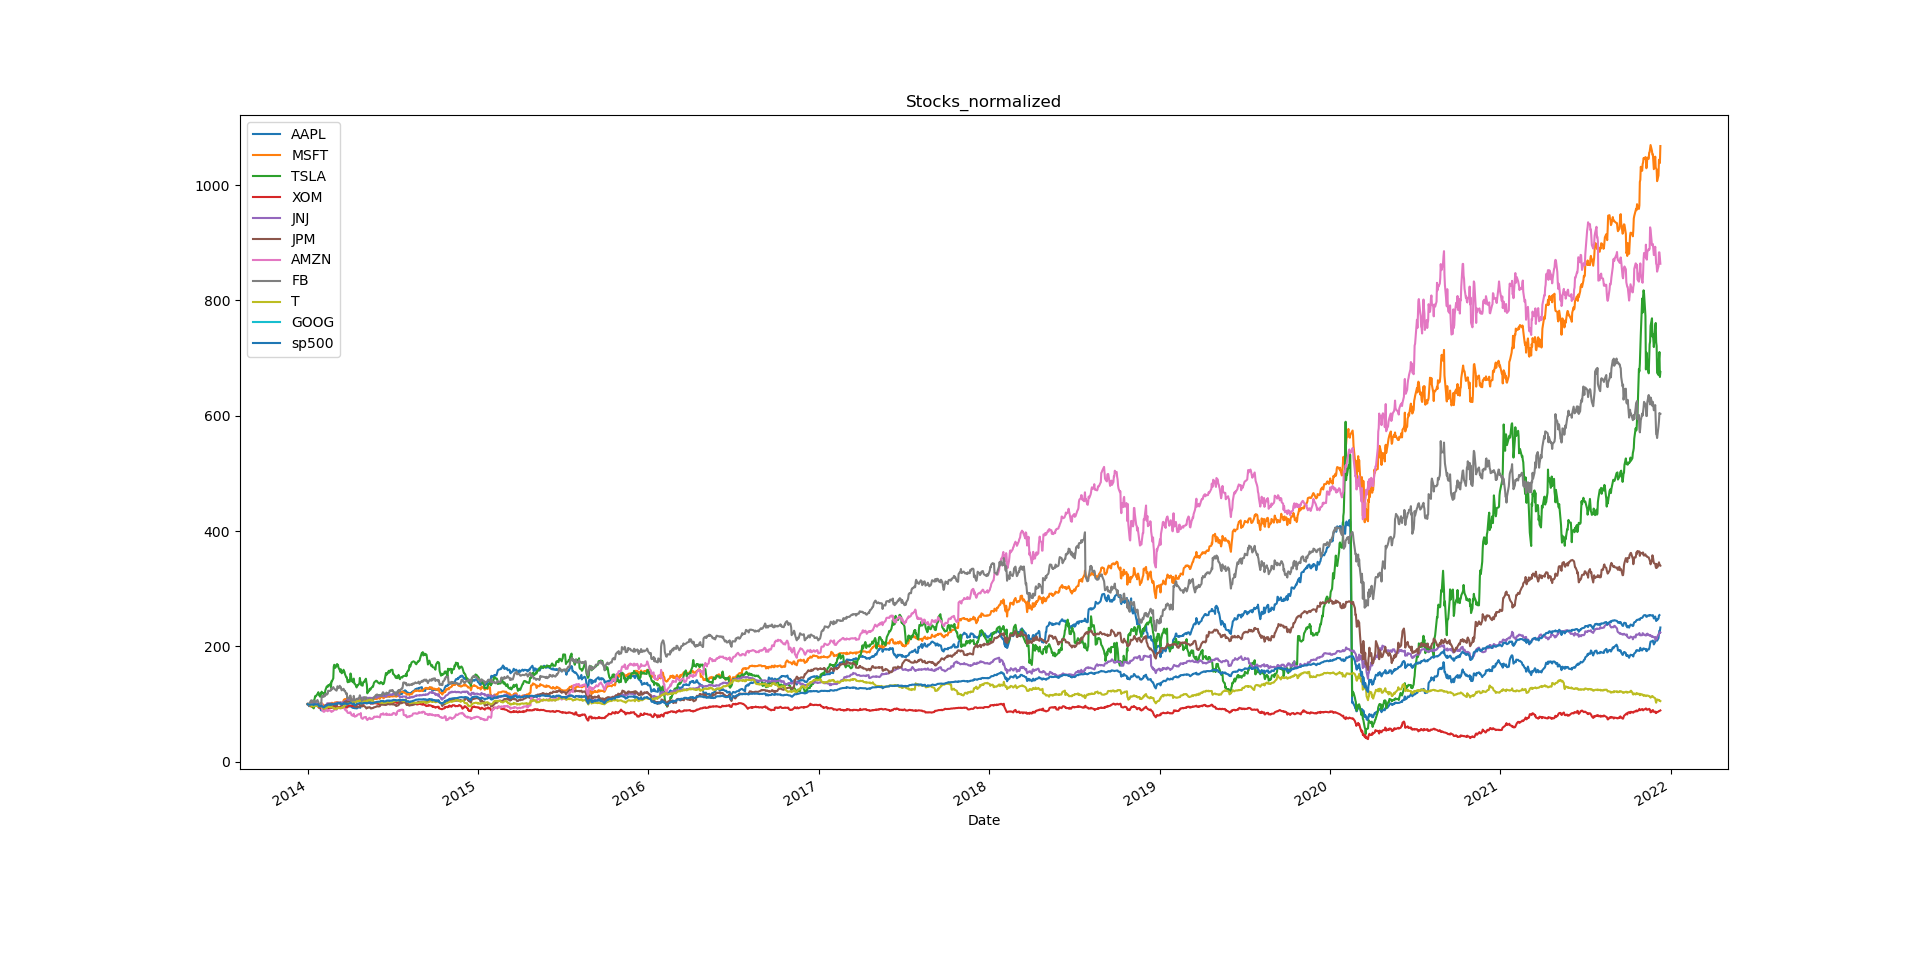 Stocks_normalized
AAPL
MSFT
TSLA
XOM
JNJ
JPM
AMZN
FB
T
GOOG
sp500
1000
800
600
400
200
0
2014
2015
2016
2017
2018
2019
2020
2021
2022
Date